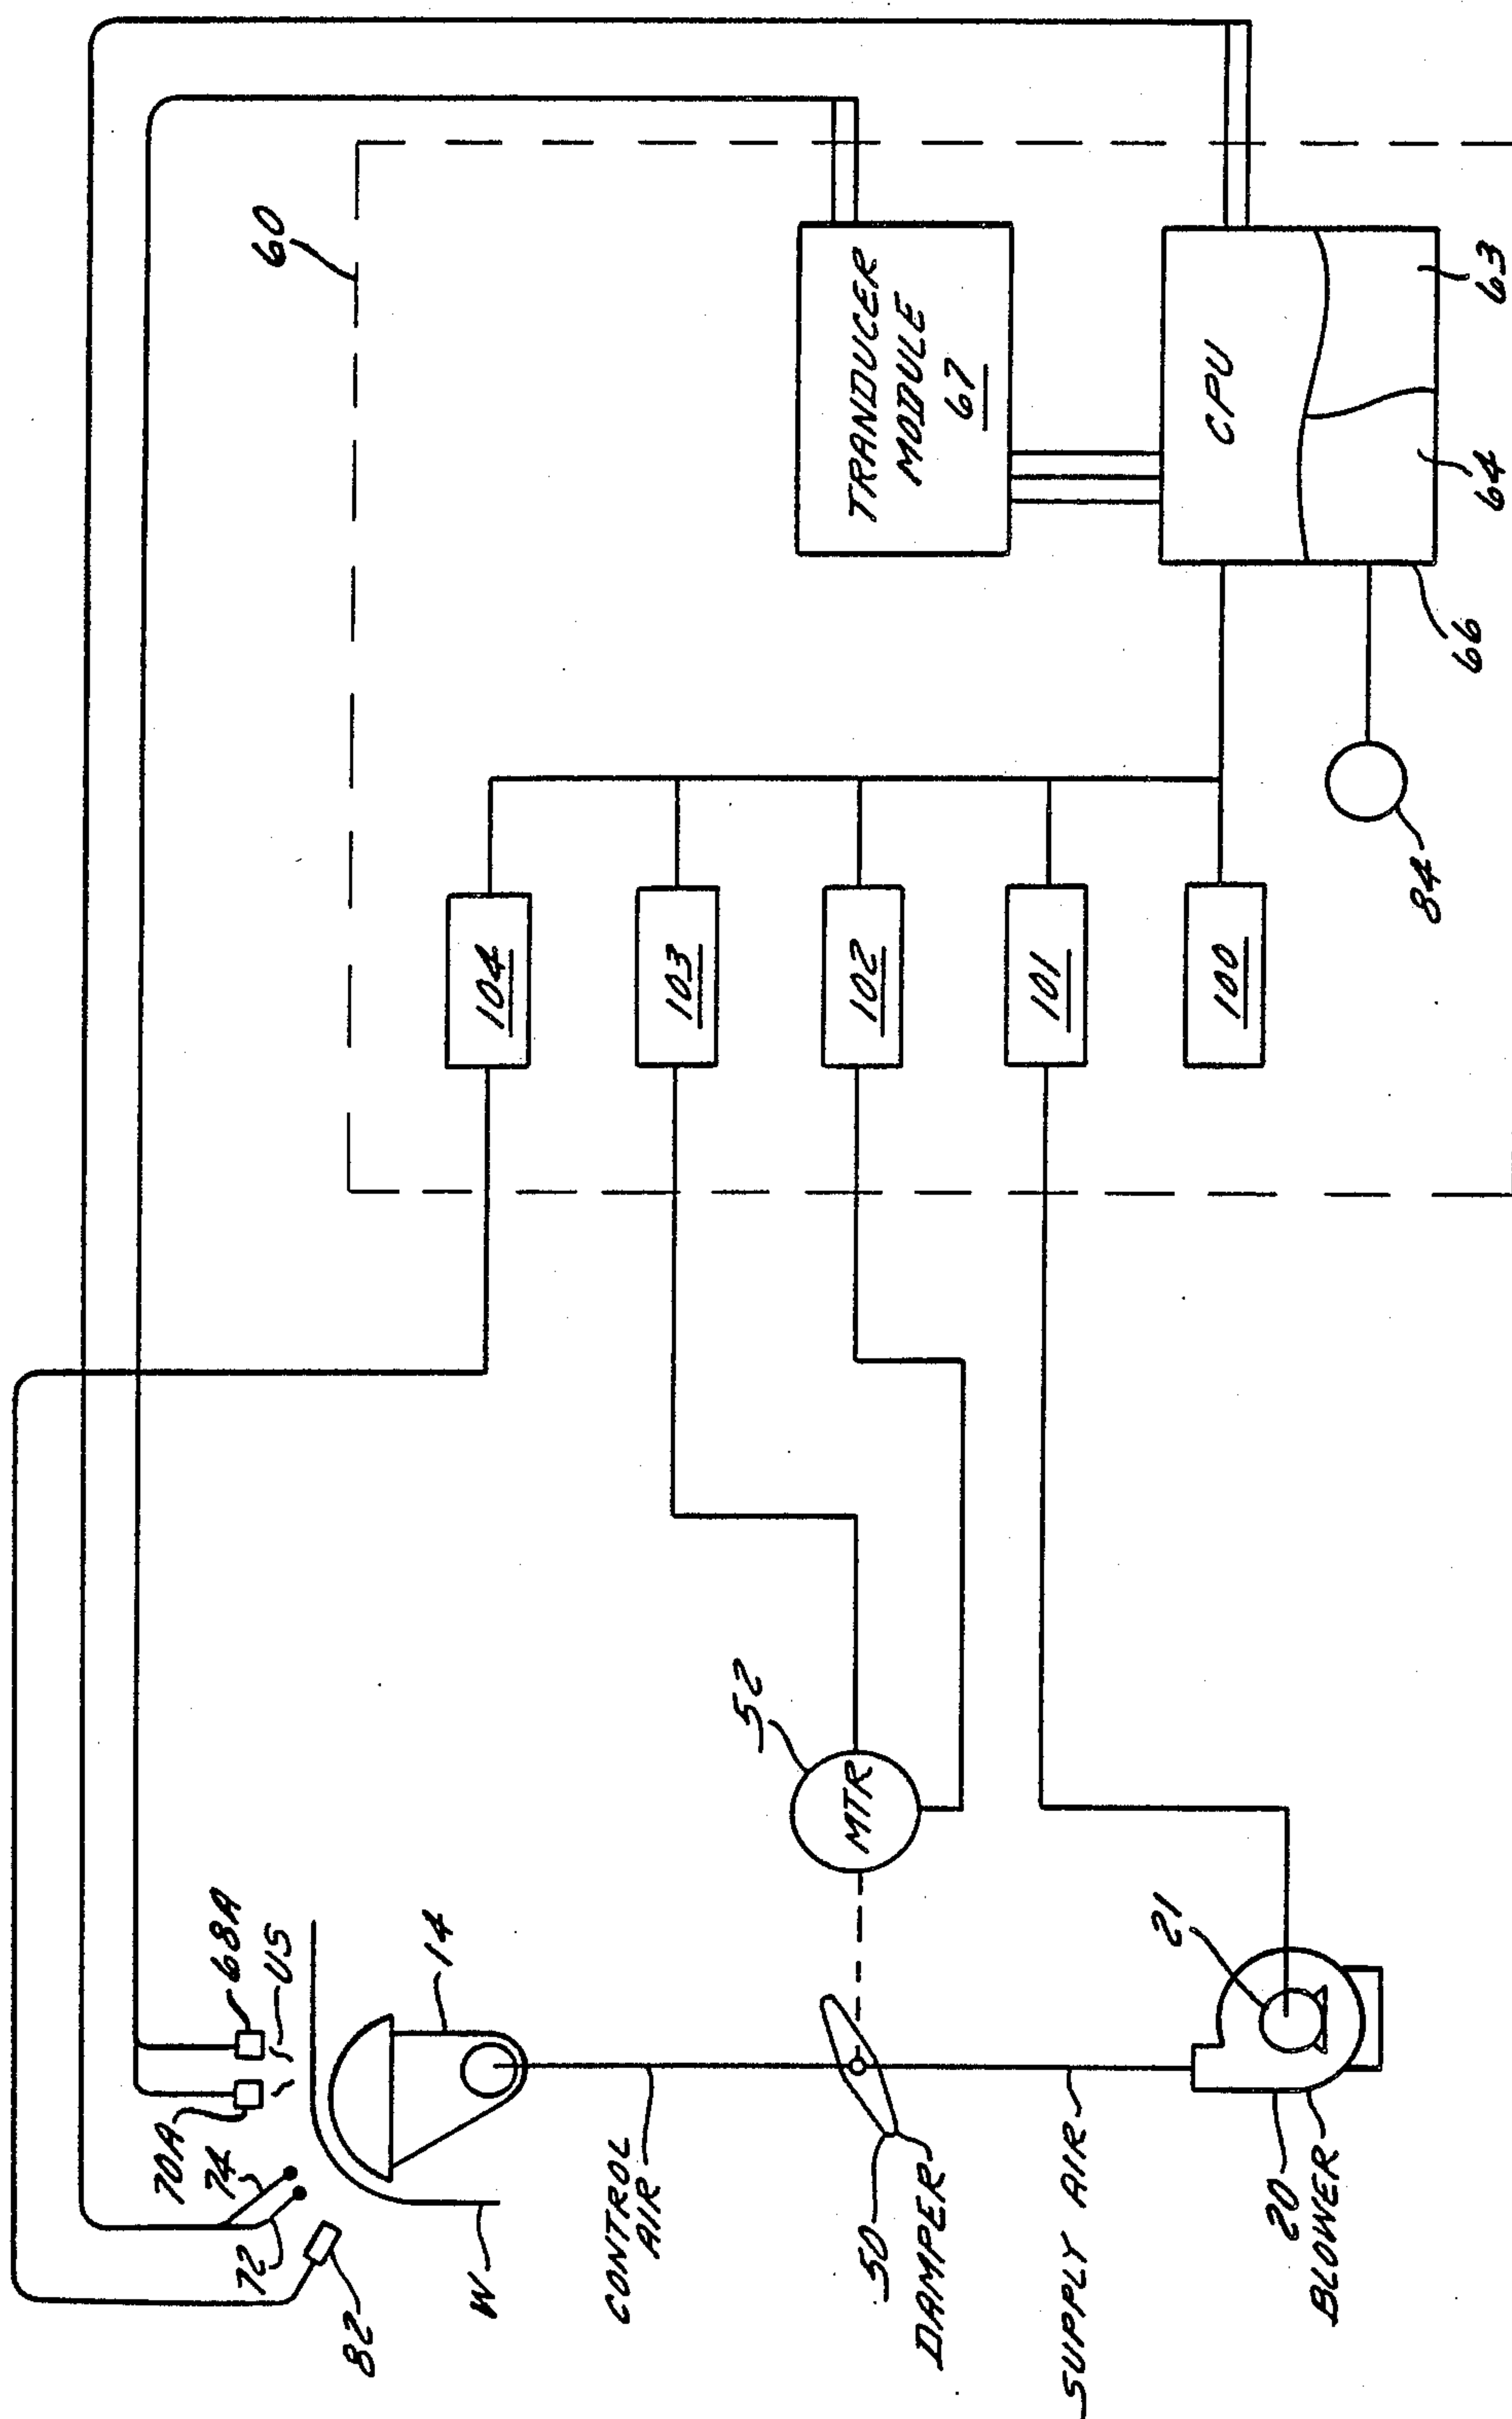 60
TRANDUCER
MODULE
67
CPU
63
64
66
84
104
103
102
101
100
52
MTR
68A
US
70A
74
72
82
14
W
CONTROL
AIR
50
DAMPER
SUPPLY AIR
21
20
BLOWER